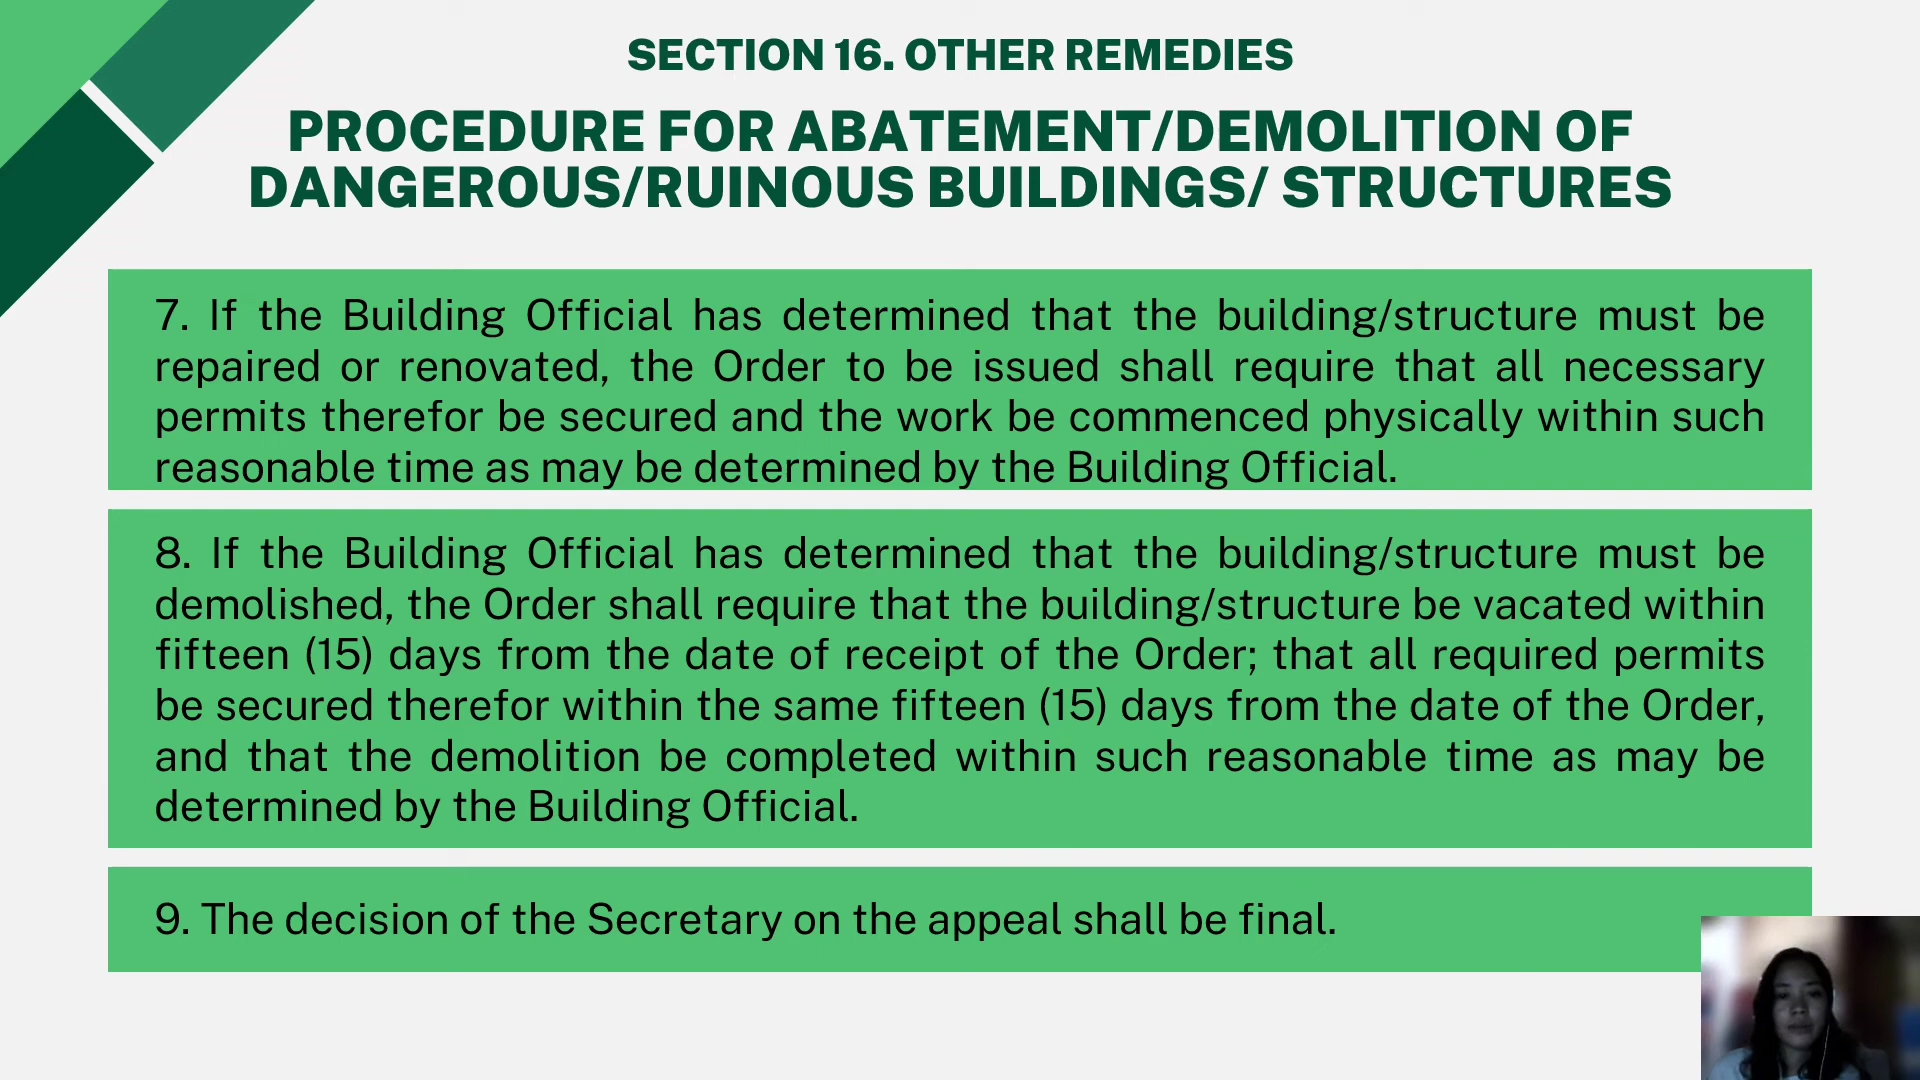 SECTION 16. OTHER REMEDIES
PROCEDURE FOR ABATEMENT/DEMOLITION OF
DANGEROUS/RUINOUS BUILDINGS/ STRUCTURES
7. If the Building Official has determined that the building/structure must be
repaired or renovated, the Order to be issued shall require that all necessary
permits therefor be secured and the work be commenced physically within such
reasonable time as may be determined by the Building Official.
8. If the Building Official has determined that the building/structure must be
demolished, the Order shall require that the building/structure be vacated within
fifteen (15) days from the date of receipt of the Order; that all required permits
be secured therefor within the same fifteen (15) days from the date of the Order,
and that the demolition be completed within such reasonable time as may be
determined by the Building Official.
9. The decision of the Secretary on the appeal shall be final.